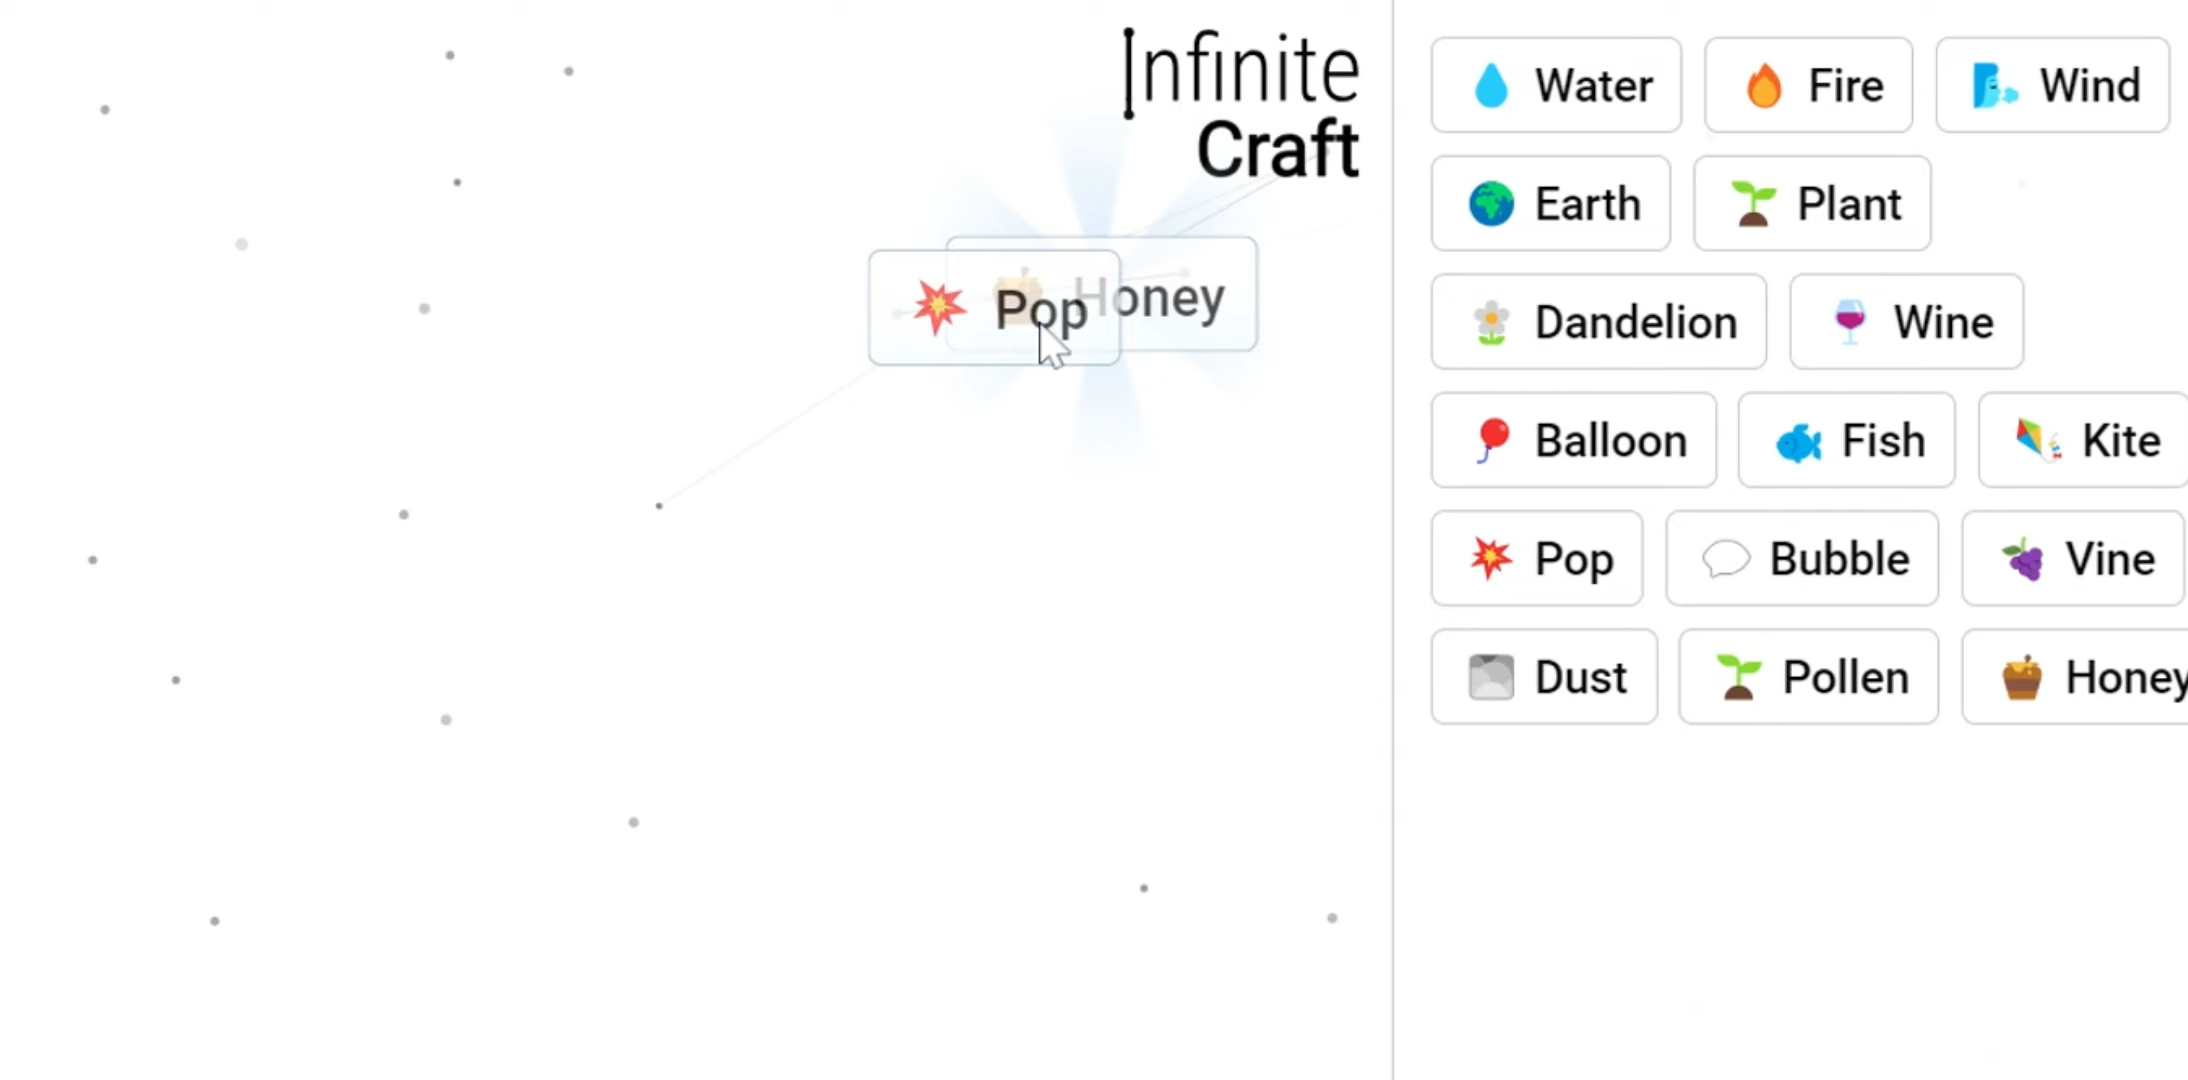 Infinite
Craft
Pop Honey
Water Fire Wind
Earth Plant
Dandelion Wine
Balloon Fish Kite
Pop Bubble Vine
Dust Pollen Honey